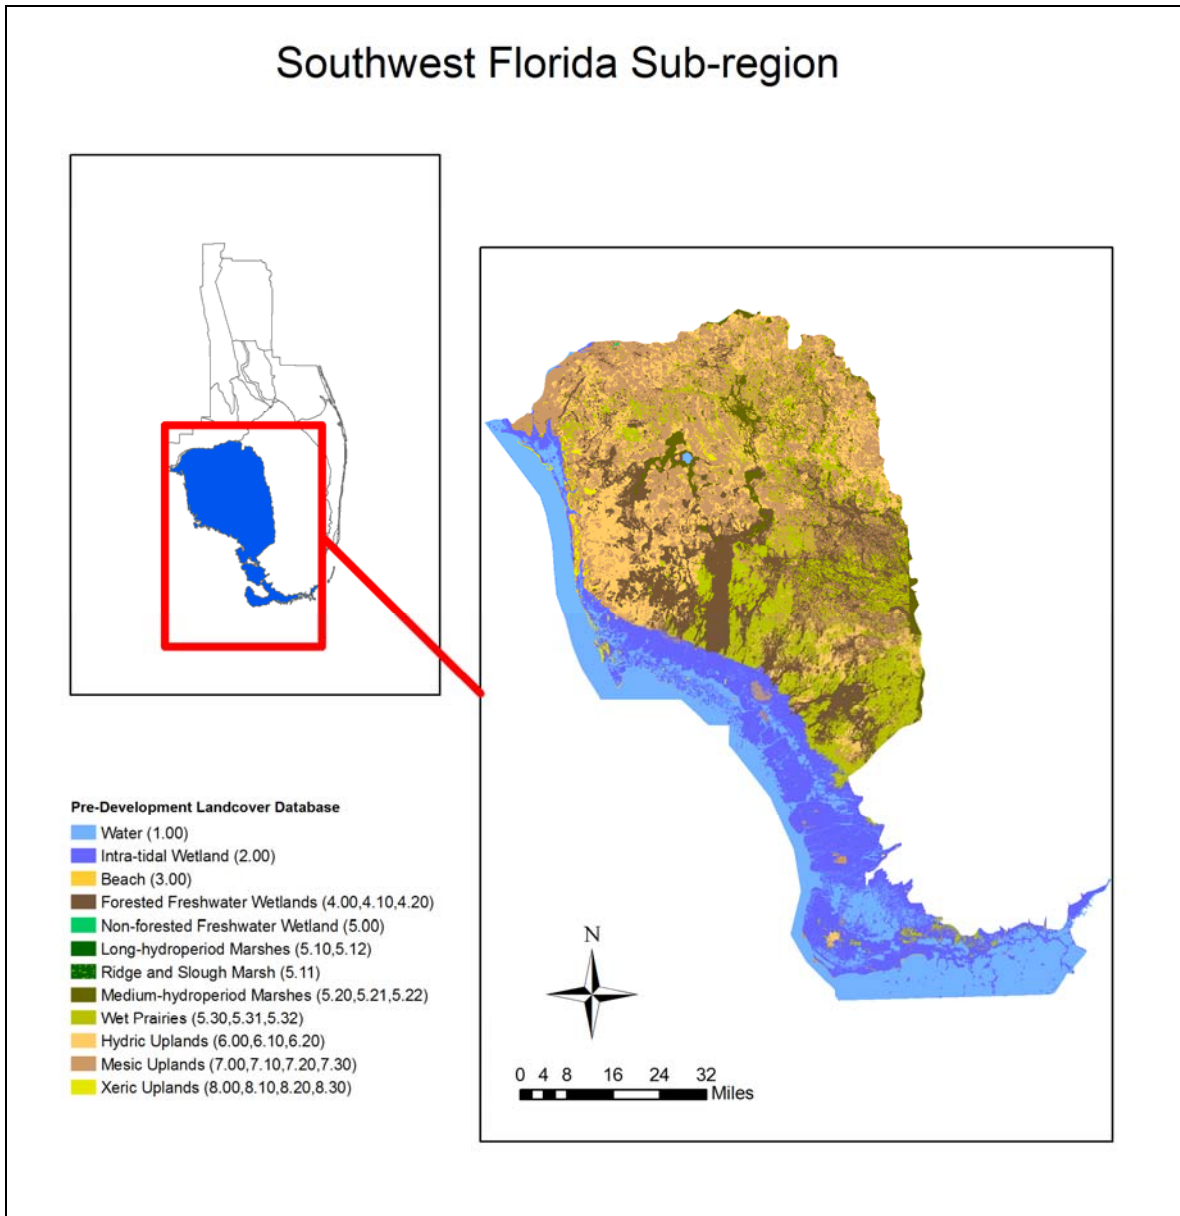 Southwest Florida Sub-region
Pre-Development Landcover Database
Water (1.00)
Intra-tidal Wetland (2.00)
Beach (3.00)
Forested Freshwater Wetlands (4.00,4.10,4.20)
Non-forested Freshwater Wetland (5.00)
Long-hydroperiod Marshes (5.10,5.12)
Ridge and Slough Marsh (5.11)
Medium-hydroperiod Marshes (5.20,5.21,5.22)
Wet Prairies (5.30,5.31,5.32)
Hydric Uplands (6.00,6.10,6.20)
Mesic Uplands (7.00,7.10,7.20,7.30)
Xeric Uplands (8.00,8.10,8.20,8.30)
N
0 4 8 16 24 32
Miles